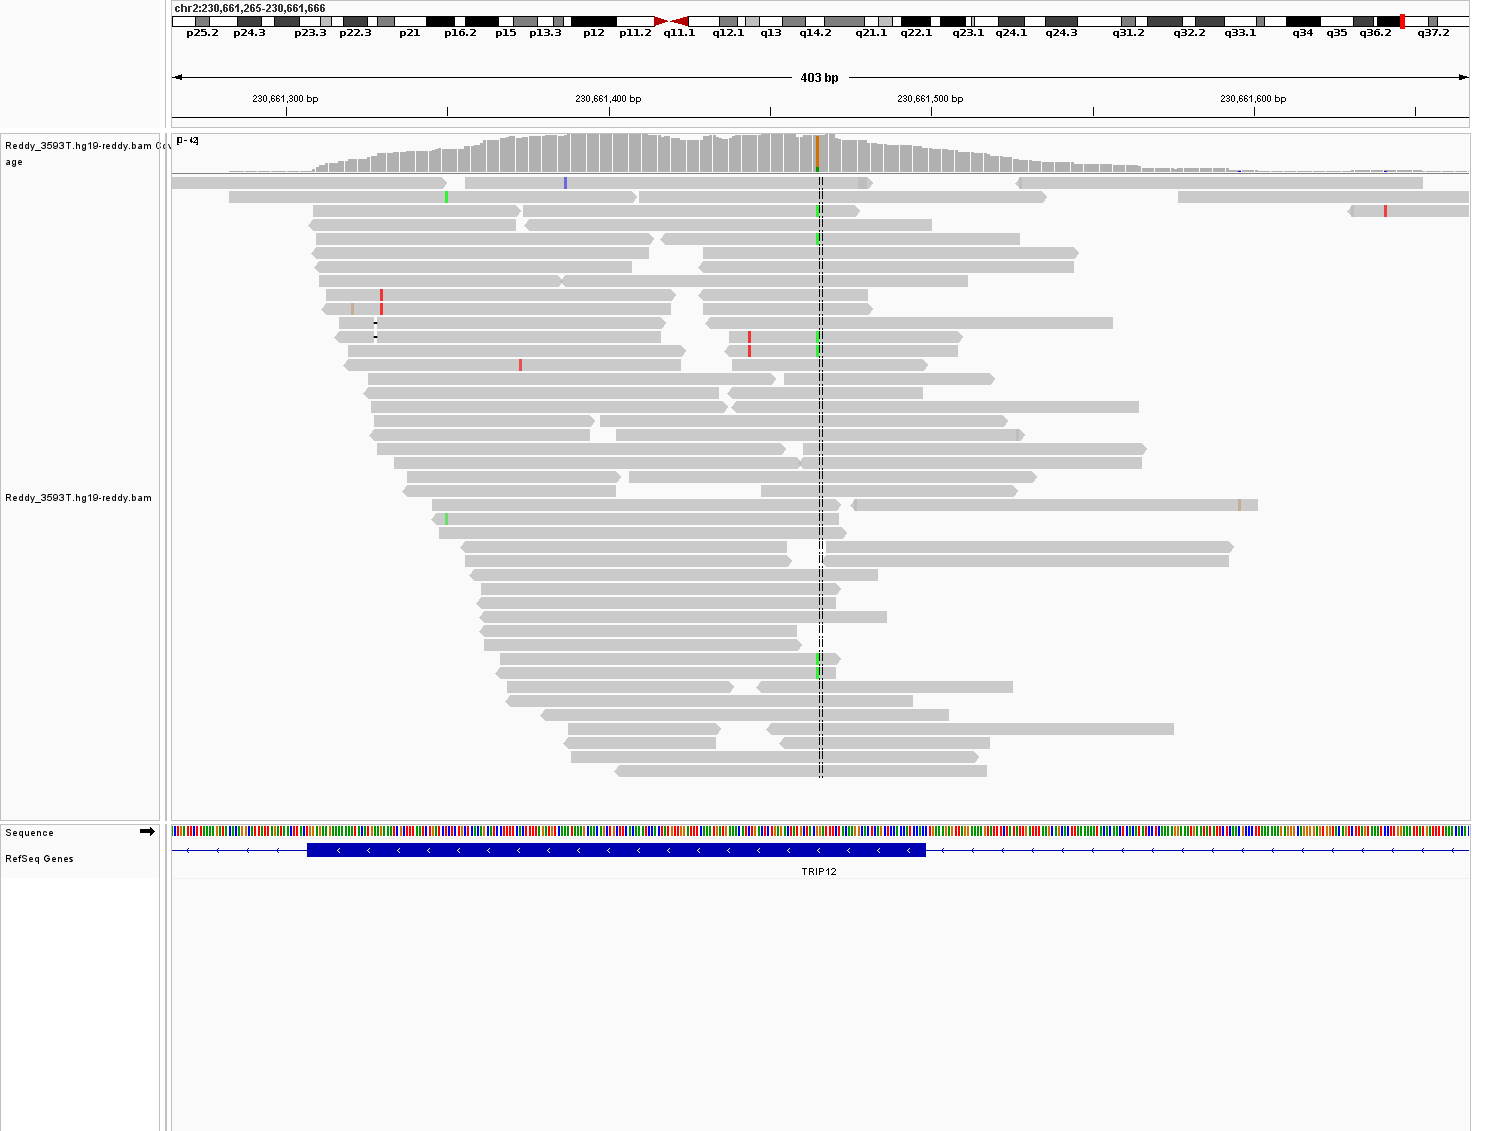 chr2:230,661,265-230,661,666
p25.2 p24.3 p23.3 p22.3 p21 p16.2 p15 p13.3 p12 p11.2 q11.1 q12.1 q13 q14.2 q21.1 q22.1 q23.1 q24.1 q24.3 q31.2 q32.2 q33.1 q34 q35 q36.2 q37.2
403 bp
230,661,300 bp 230,661,400 bp 230,661,500 bp 230,661,600 bp
[0 - 42]
Reddy_3593T.hg19-reddy.bam Cov
age
Reddy_3593T.hg19-reddy.bam
Sequence
RefSeq Genes
TRIP12